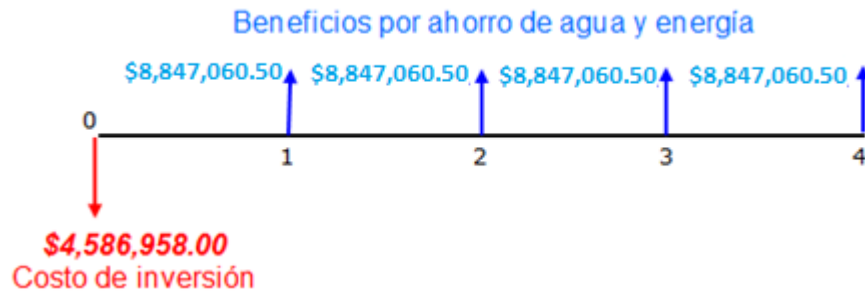 Beneficios por ahorro de agua y energía
$8,847,060.50 $8,847,060.50 $8,847,060.50 $8,847,060.50
0
1 2 3 4
$4,586,958.00
Costo de inversión